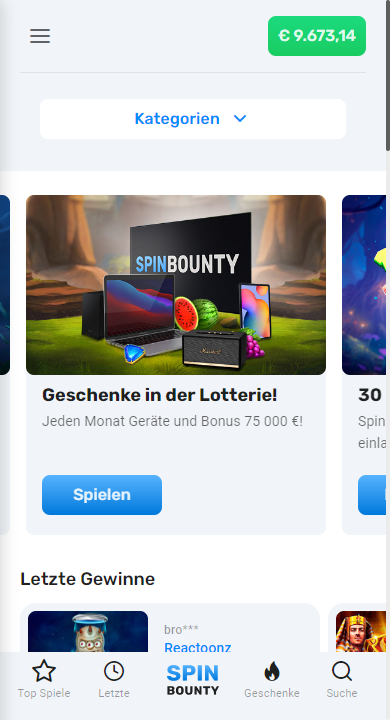 € 9.673,14
Kategorien
SPINBOUNTY
Marshall
Geschenke in der Lotterie!
Jeden Monat Geräte und Bonus 75 000 €!
Spielen
30
Spin
einla
Letzte Gewinne
bro***
Reactoonz
Top Spiele
Letzte
SPIN
BOUNTY
Geschenke
Suche